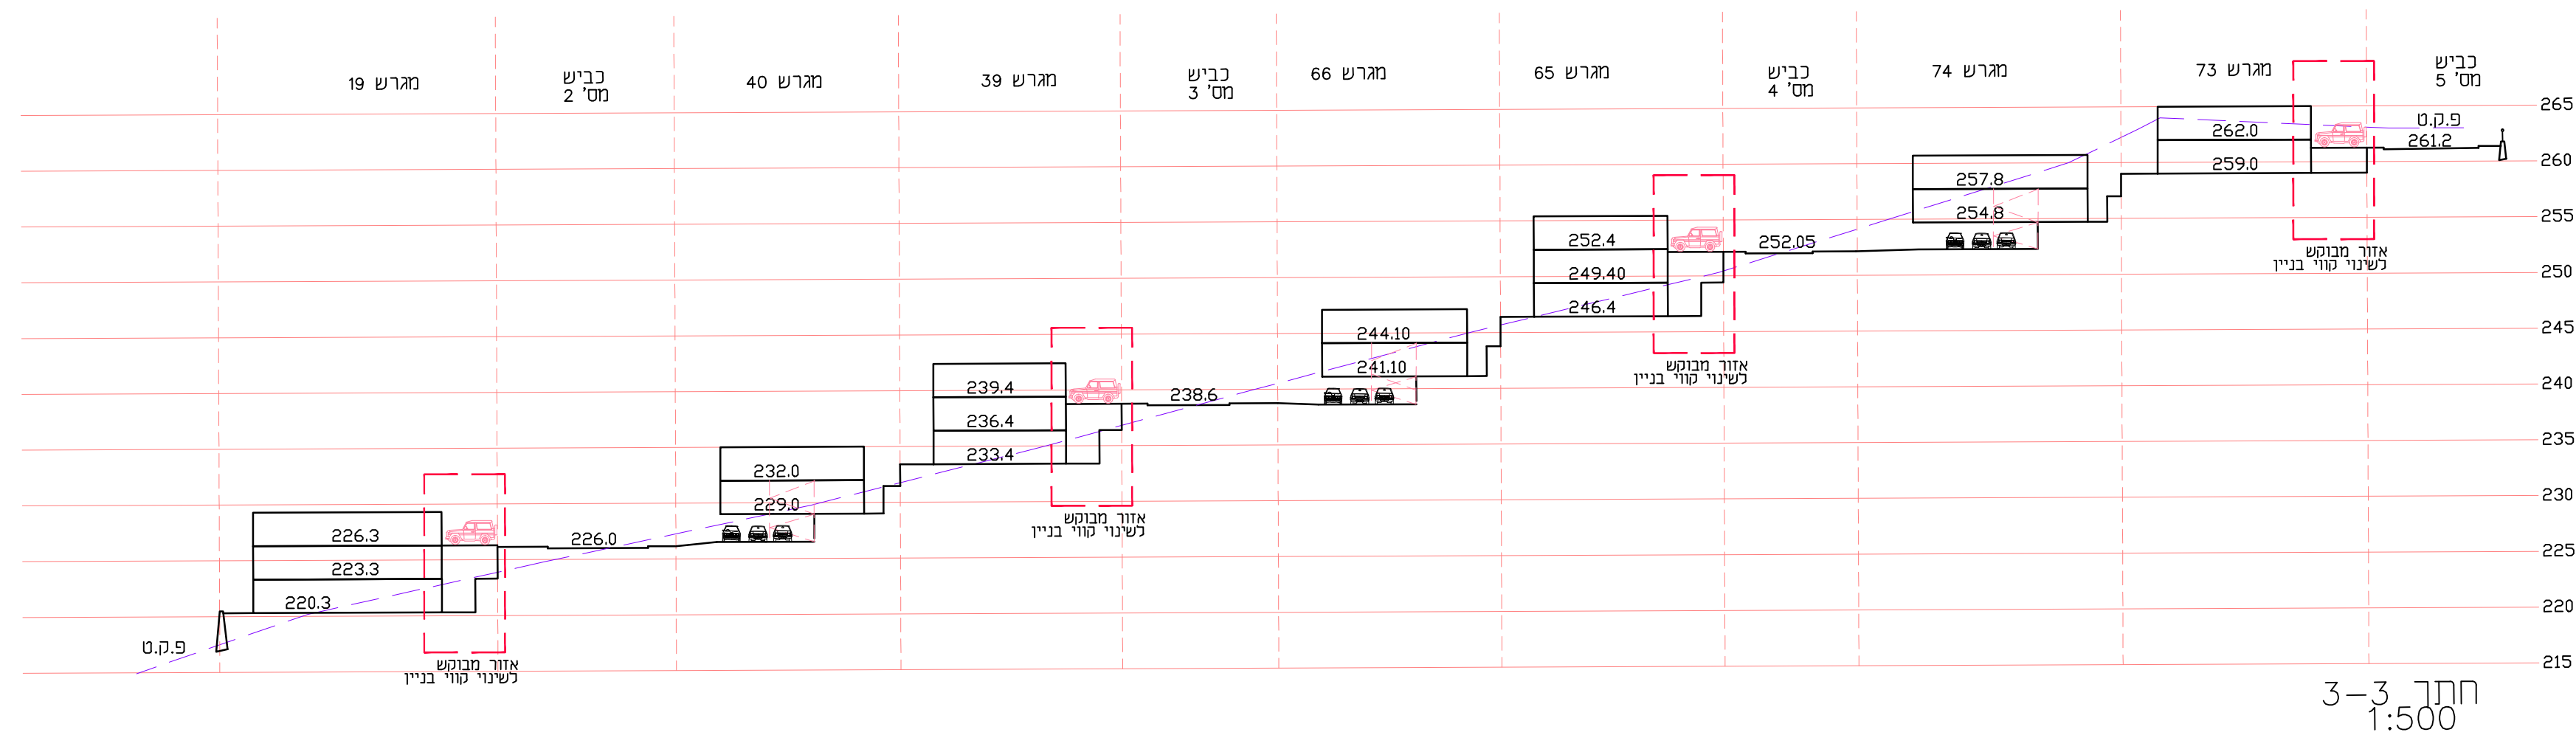 מגרש 19
כביש
מס' 2
מגרש 40
מגרש 39
כביש
מס' 3
מגרש 66
מגרש 65
כביש
מס' 4
מגרש 74
מגרש 73
כביש
מס' 5
265
260
255
250
245
240
235
230
225
220
215
פ.ק.ט
261.2
262.0
259.0
אזור מבוקש
לשינוי קווי בניין
257.8
254.8
252.05
252.4
249.40
246.4
אזור מבוקש
לשינוי קווי בניין
244.10
241.10
238.6
239.4
236.4
233.4
אזור מבוקש
לשינוי קווי בניין
232.0
229.0
226.0
226.3
223.3
220.3
אזור מבוקש
לשינוי קווי בניין
פ.ק.ט
חתך 3-3
1:500